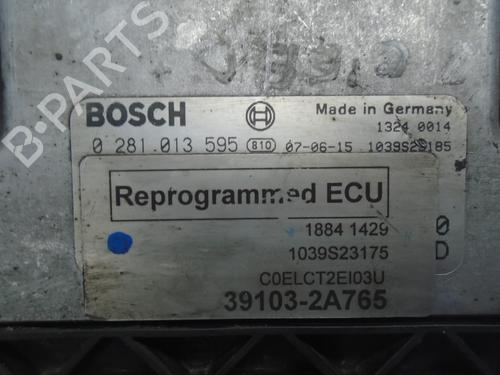 B-PARTS
BOSCH
Made in Germany
1324 0014
0 281 013 595 810 07-06-15
Reprogrammed ECU
1884 1429 0
1039S23175 D
C0ELCT2EI03U
39103-2A765